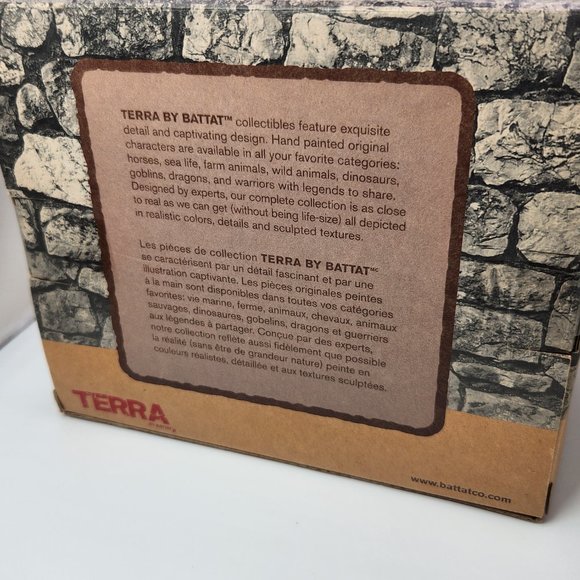 TERRA BY BATTAT™ collectibles feature exquisite
detail and captivating design. Hand painted original
characters are available in all your favorite categories:
horses, sea life, farm animals, wild animals, dinosaurs,
goblins, dragons, and warriors with legends to share.
Designed by experts, our complete collection is as close
to real as we can get (without being life-size) all depicted
in realistic colors, details and sculpted textures.
Les pièces de collection TERRA BY BATTATMC
se caractérisent par un détail fascinant et par une
illustration captivante. Les pièces originales peintes
à la main sont disponibles dans toutes vos catégories
favorites: vie marine, ferme, animaux, chevaux, animaux
sauvages, dinosaures, gobelins, dragons et guerriers
aux légendes à partager. Conçue par des experts,
notre collection reflète aussi fidèlement que possible
la réalité (sans être de grandeur nature) peinte en
couleurs réalistes, détaillée et aux textures sculptées.
TERRA
BY BATTAT
www.battatco.com